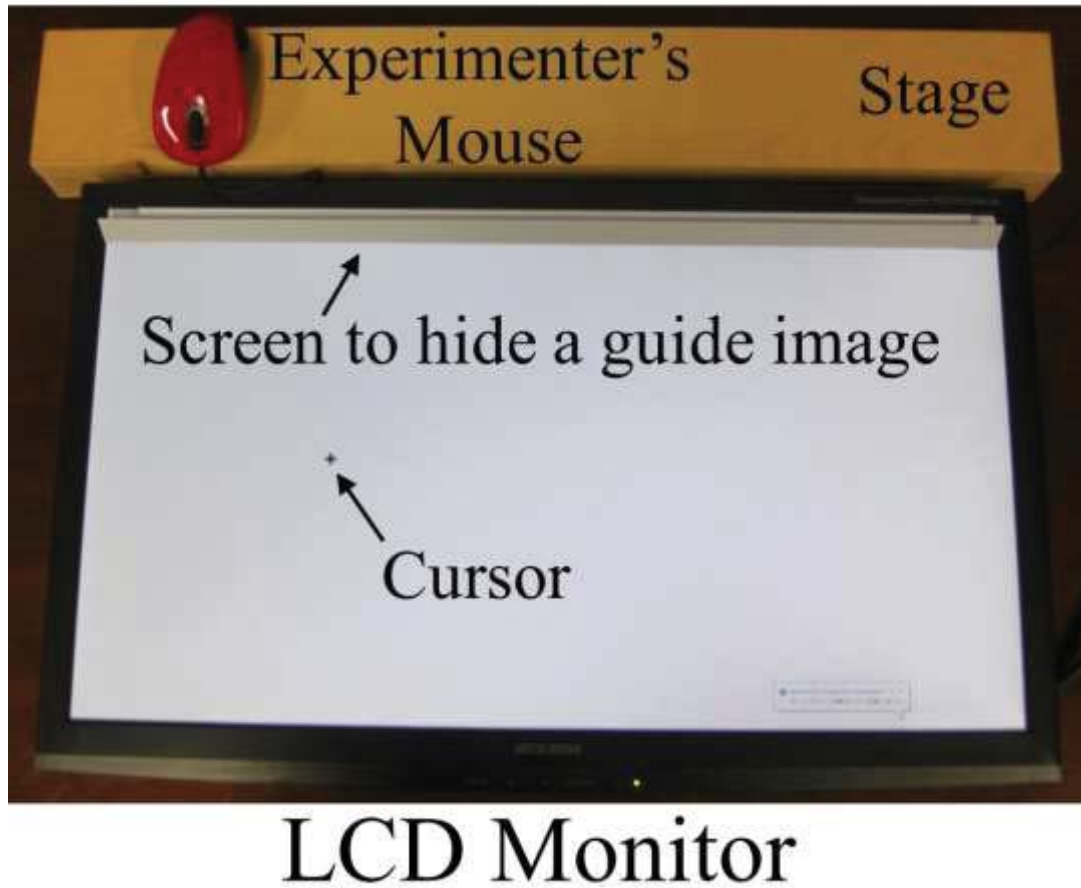 Experimenter's
Mouse
Stage
Screen to hide a guide image
Cursor
LCD Monitor